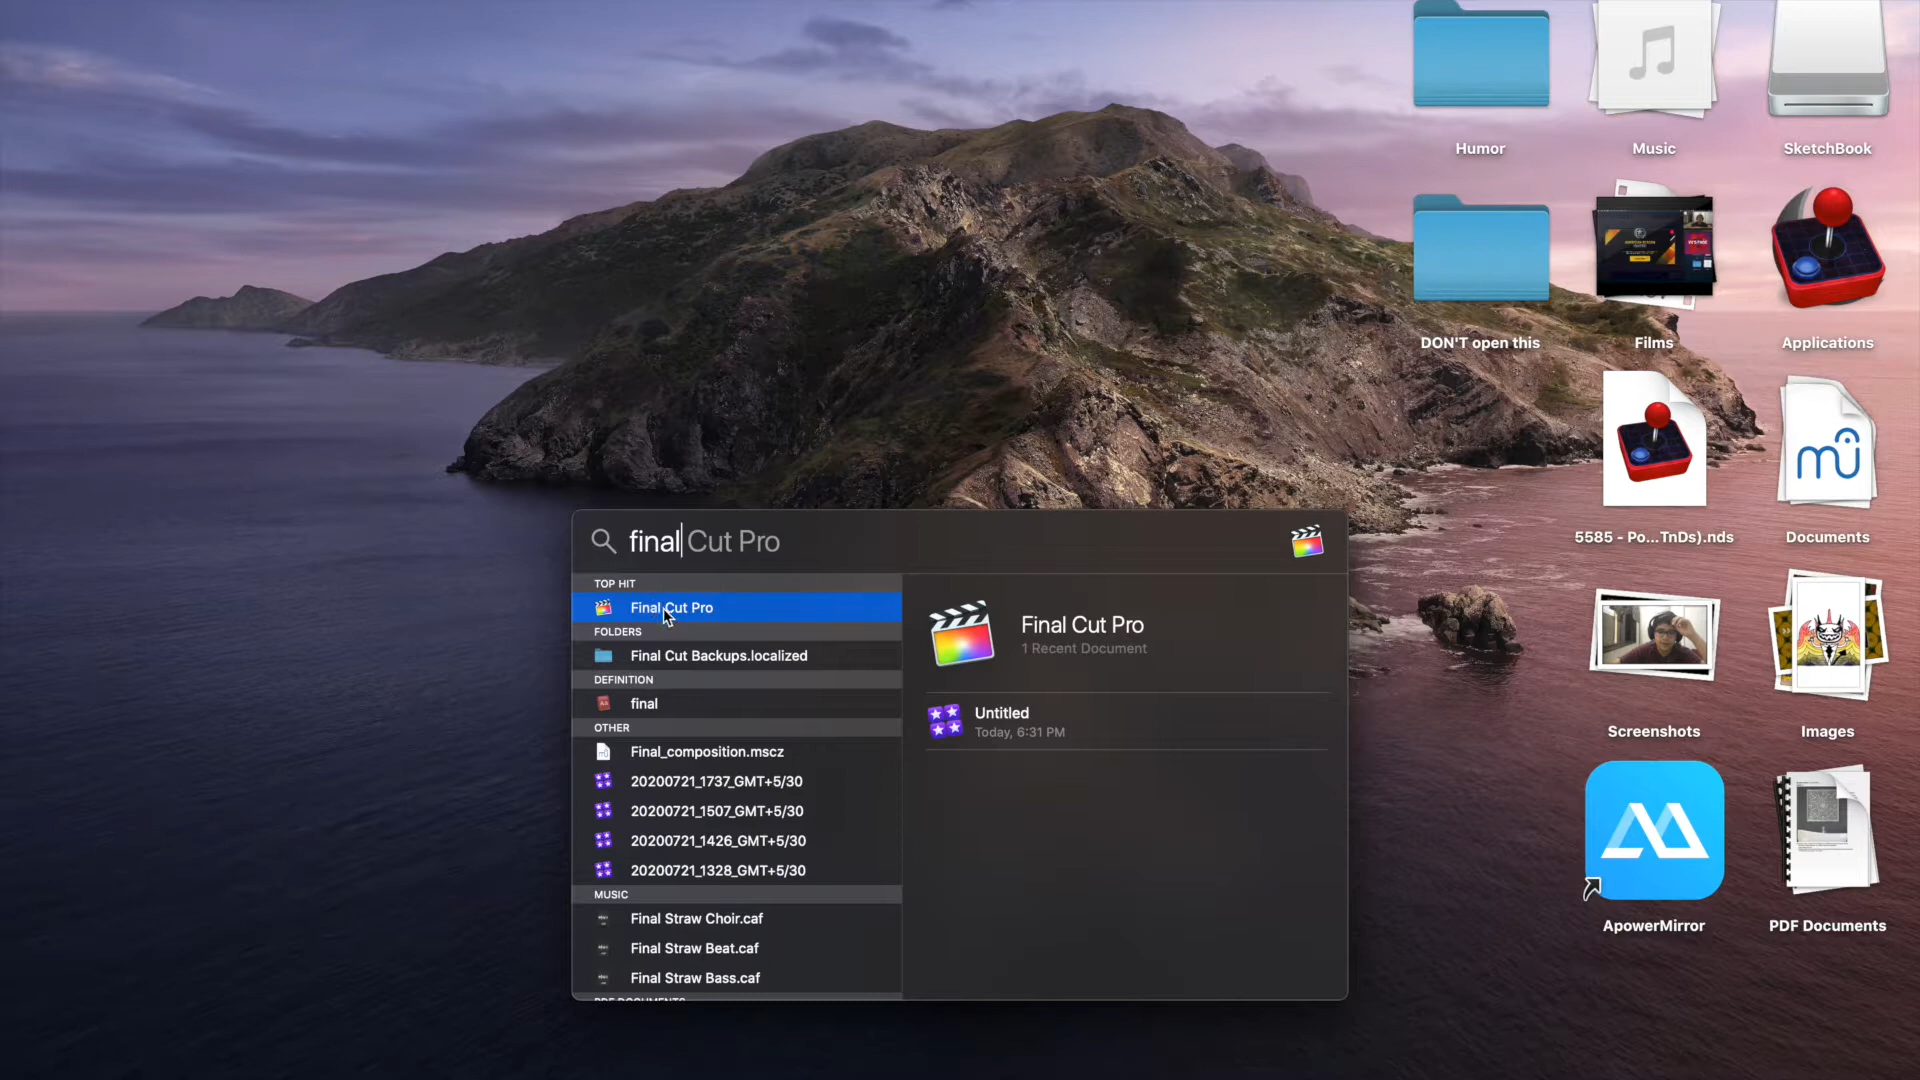 Humor
Music
SketchBook
DON'T open this
Films
Applications
5585 - Po...TnDs).nds
Documents
Screenshots
Images
ApowerMirror
PDF Documents
final Cut Pro
TOP HIT
Final Cut Pro
FOLDERS
Final Cut Backups.localized
DEFINITION
final
OTHER
Final_composition.mscz
20200721_1737_GMT+5/30
20200721_1507_GMT+5/30
20200721_1426_GMT+5/30
20200721_1328_GMT+5/30
MUSIC
Final Straw Choir.caf
Final Straw Beat.caf
Final Straw Bass.caf
PDF DOCUMENTS
Final Cut Pro
1 Recent Document
Untitled
Today, 6:31 PM